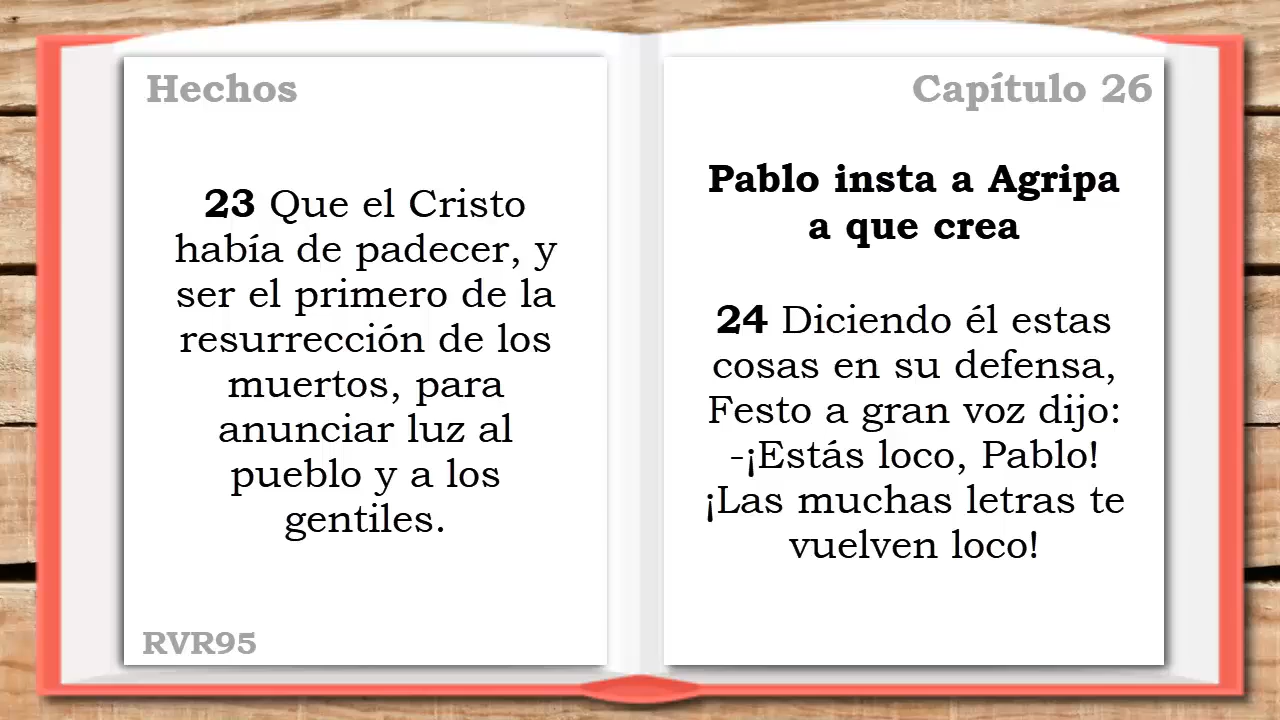 Hechos
23 Que el Cristo
había de padecer, y
ser el primero de la
resurrección de los
muertos, para
anunciar luz al
pueblo y a los
gentiles.
RVR95
Capítulo 26
Pablo insta a Agripa
a que crea
24 Diciendo él estas
cosas en su defensa,
Festo a gran voz dijo:
-¡Estás loco, Pablo!
¡Las muchas letras te
vuelven loco!